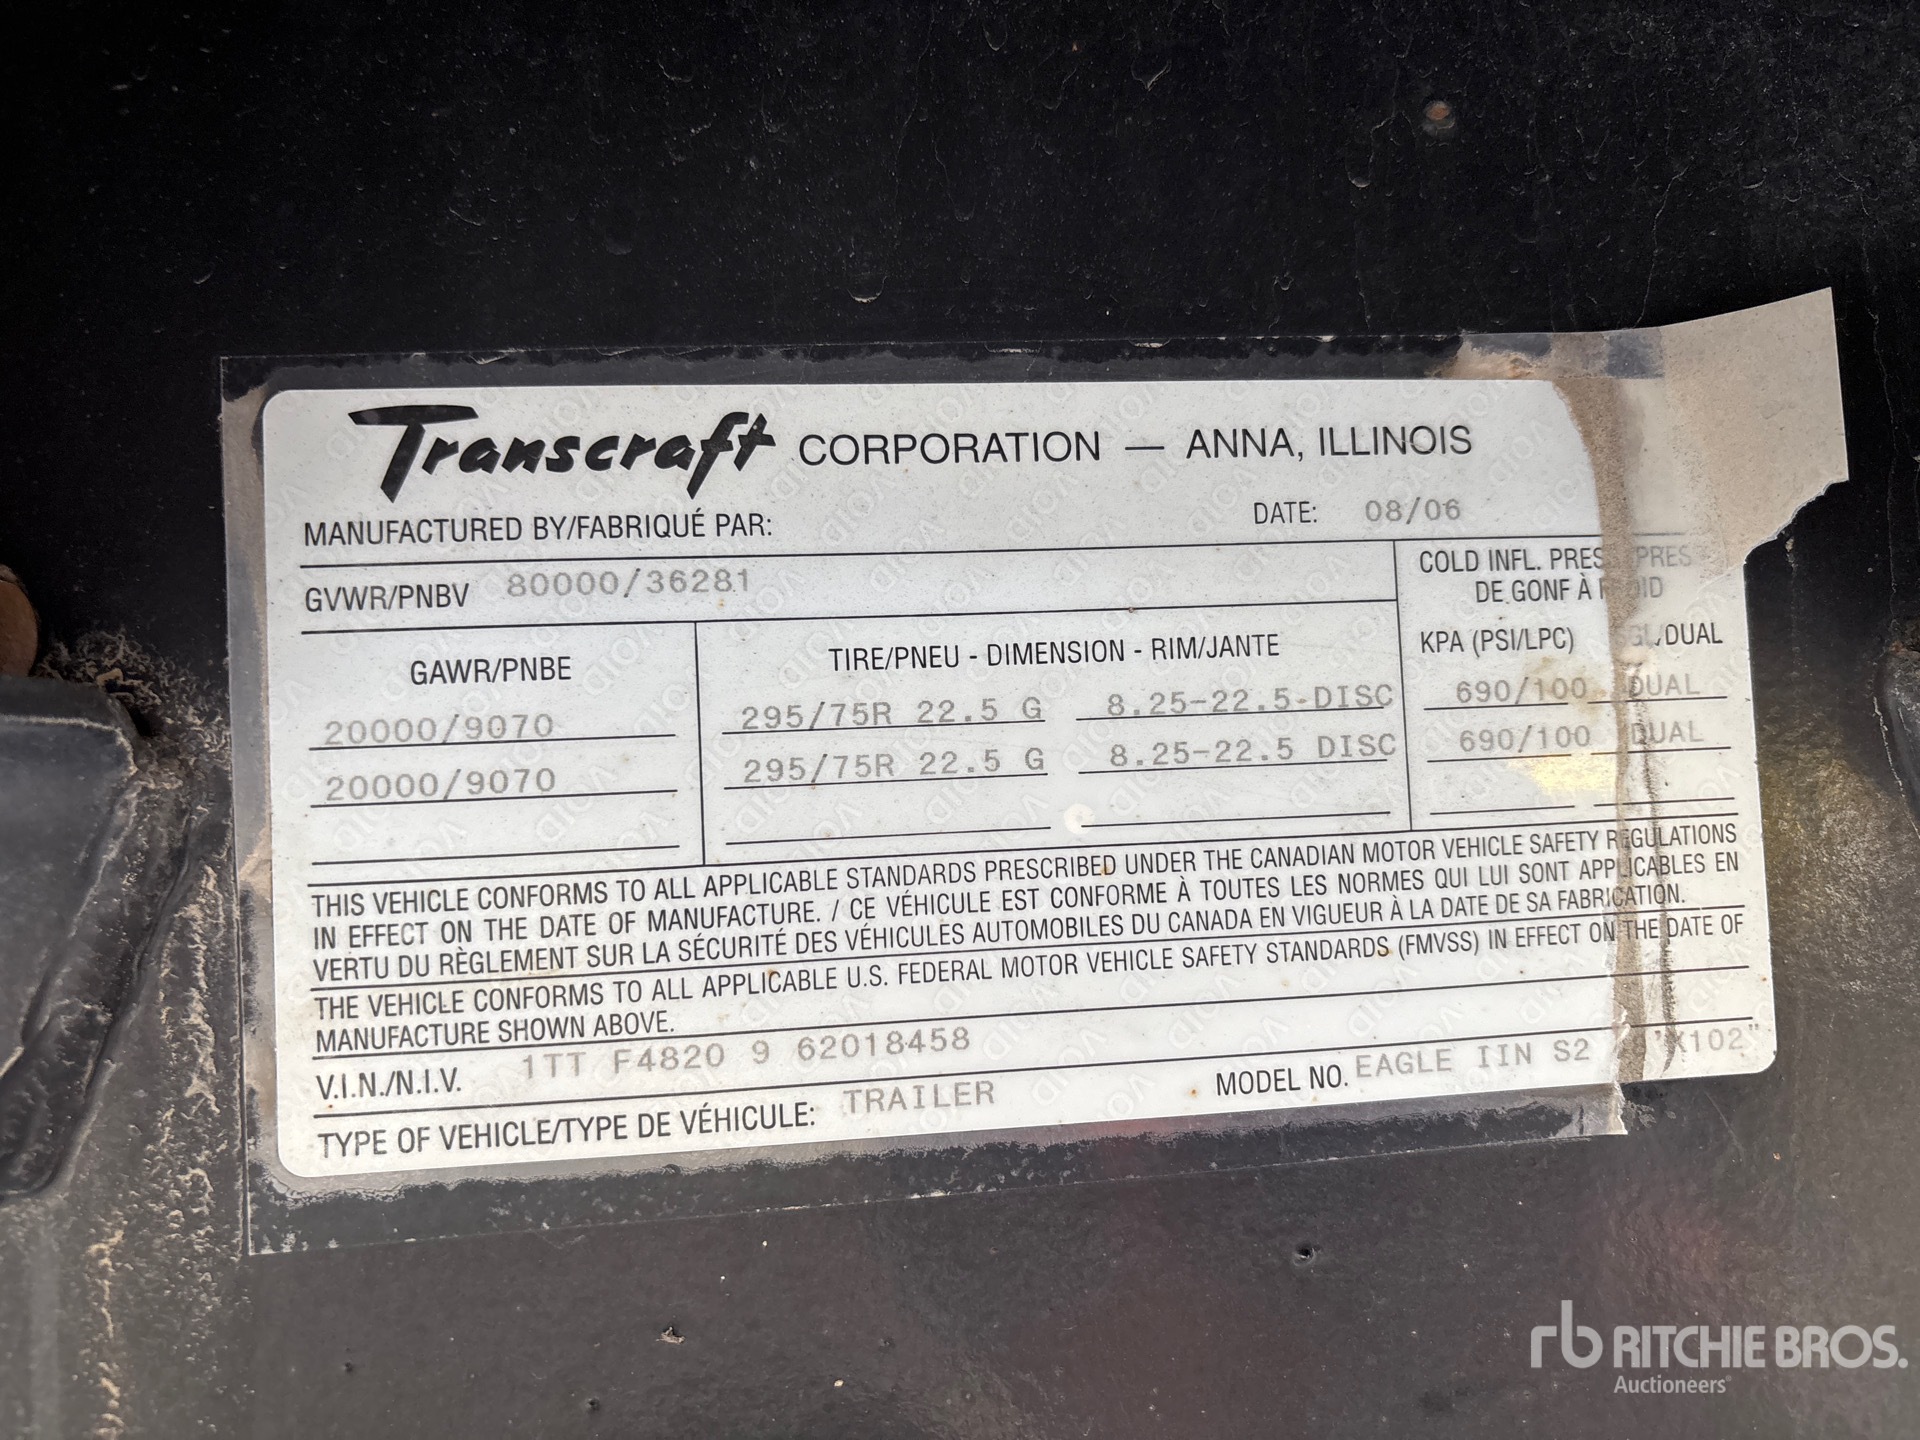 Transcraft CORPORATION — ANNA, ILLINOIS
MANUFACTURED BY/FABRIQUÉ PAR:
DATE: 08/06
GVWR/PNBV 80000/36281
COLD INFL. PRES PRES
DE GONF À
KPA (PSI/LPC) /DUAL
GAWR/PNBE
TIRE/PNEU - DIMENSION - RIM/JANTE
20000/9070 295/75R 22.5 G 8.25-22.5-DISC 690/100 DUAL
20000/9070 295/75R 22.5 G 8.25-22.5 DISC 690/100 DUAL
THIS VEHICLE CONFORMS TO ALL APPLICABLE STANDARDS PRESCRIBED UNDER THE CANADIAN MOTOR VEHICLE SAFETY REGULATIONS
IN EFFECT ON THE DATE OF MANUFACTURE. / CE VÉHICULE EST CONFORME À TOUTES LES NORMES QUI LUI SONT APPLICABLES EN
VERTU DU RÈGLEMENT SUR LA SÉCURITÉ DES VÉHICULES AUTOMOBILES DU CANADA EN VIGUEUR À LA DATE DE SA FABRICATION.
THE VEHICLE CONFORMS TO ALL APPLICABLE U.S. FEDERAL MOTOR VEHICLE SAFETY STANDARDS (FMVSS) IN EFFECT ON THE DATE OF
MANUFACTURE SHOWN ABOVE.
V.I.N./N.I.V. 1TT F4820 9 62018458
TYPE OF VEHICLE/TYPE DE VÉHICULE: TRAILER
MODEL NO. EAGLE IIN S2 'X102"
rb RITCHIE BROS.
Auctioneers